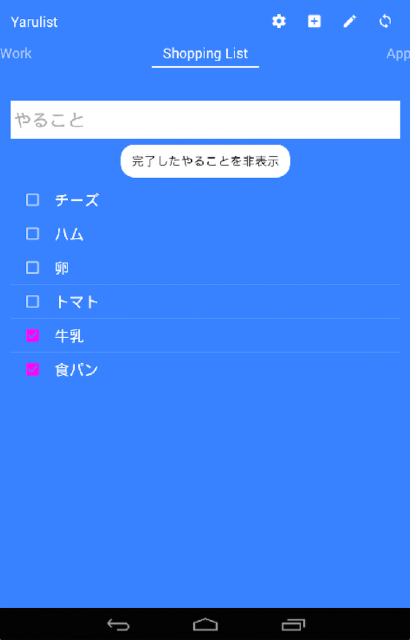 Yarulist
Work Shopping List App
やること
完了したやることを非表示
チーズ
ハム
卵
トマト
牛乳
食パン